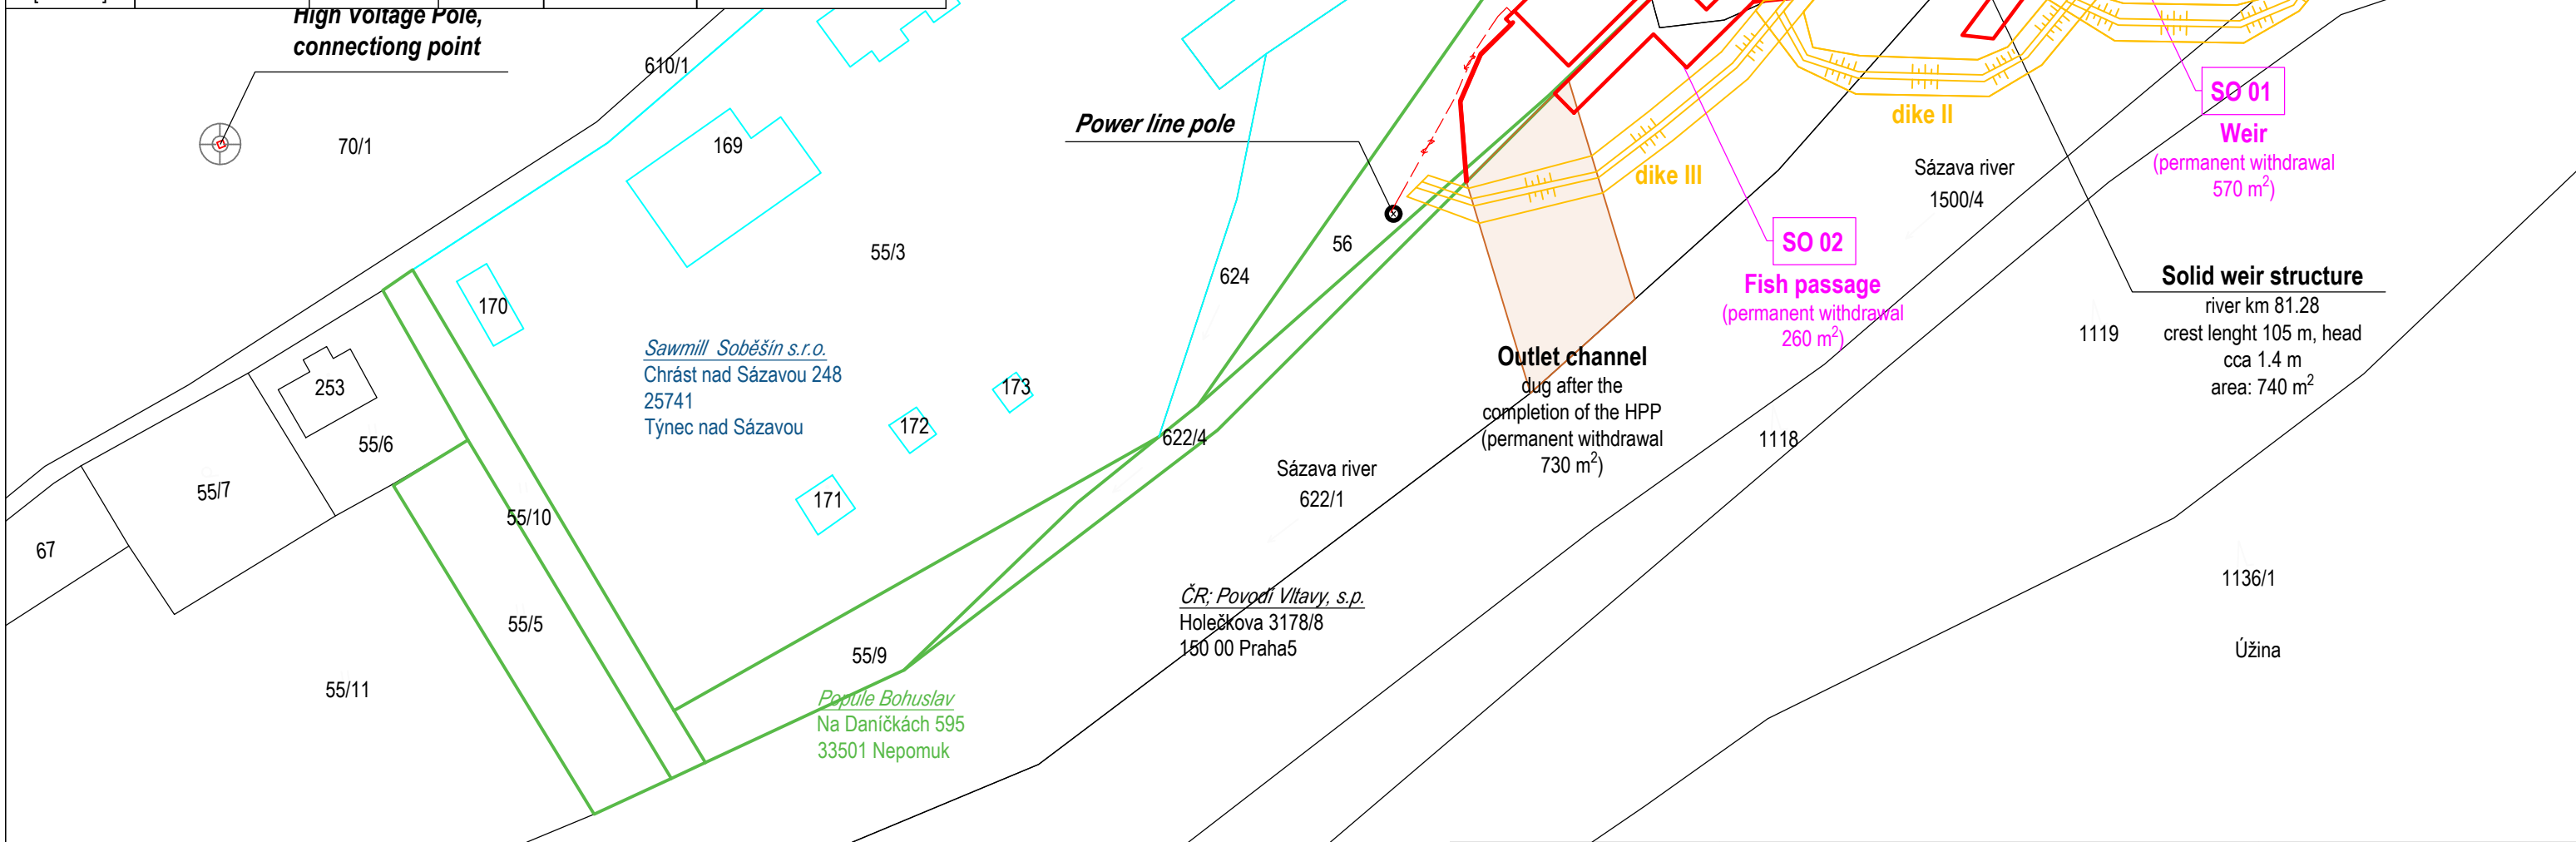 High Voltage Pole,
connectiong point
610/1
70/1
169
Power line pole
dike II
SO 01
Weir
(permanent withdrawal
570 m²)
Sázava river
1500/4
dike III
SO 02
Fish passage
(permanent withdrawal
260 m²)
56
55/3
624
170
Solid weir structure
river km 81.28
crest lenght 105 m, head
cca 1.4 m
area: 740 m²
1119
Sawmill Soběšín s.r.o.
Chrást nad Sázavou 248
25741
Týnec nad Sázavou
Outlet channel
dug after the
completion of the HPP
(permanent withdrawal
730 m²)
253
173
172
55/6
622/4
1118
Sázava river
622/1
55/7
171
55/10
67
1136/1
ČR; Povodí Vltavy, s.p.
Holečkova 3178/8
150 00 Praha5
55/5
Úžina
55/9
55/11
Popule Bohuslav
Na Daníčkách 595
33501 Nepomuk